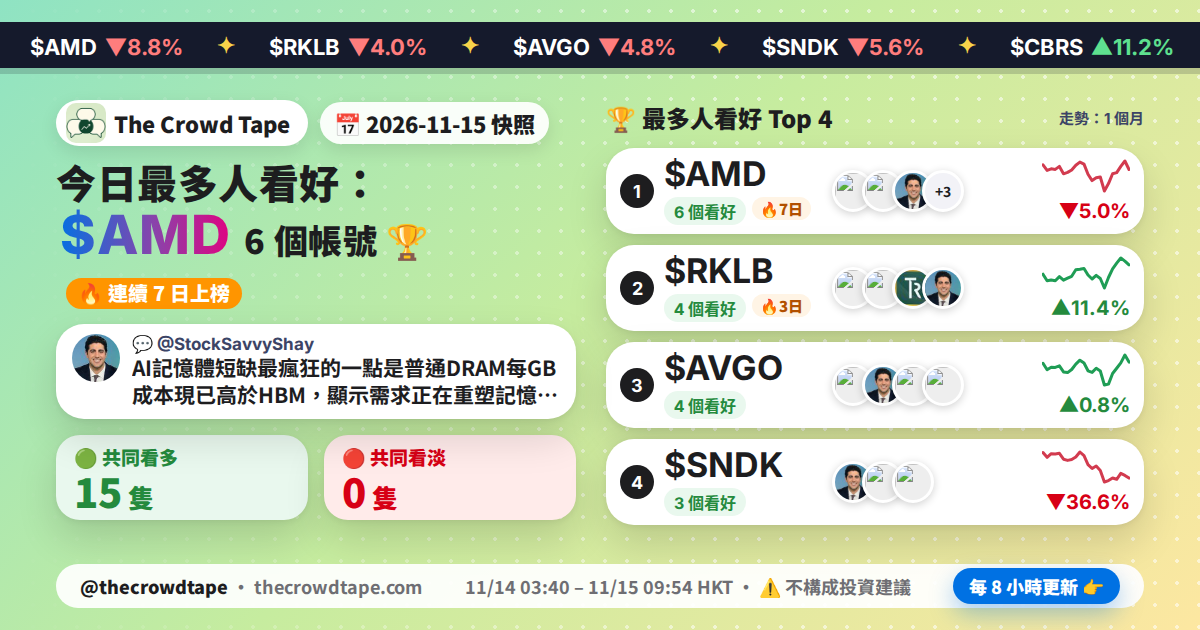 $AMD ▼8.8% ✦ $RKLB ▼4.0% ✦ $AVGO ▼4.8% ✦ $SNDK ▼5.6% ✦ $CBRS ▲11.2%
The Crowd Tape
📅 2026-11-15 快照
今日最多人看好：
$AMD 6 個帳號 🏆
🔥 連續 7 日上榜
💬 @StockSavvyShay
AI記憶體短缺最瘋狂的一點是普通DRAM每GB
成本現已高於HBM，顯示需求正在重塑記憶…
🟢 共同看多
15 隻
🔴 共同看淡
0 隻
🏆 最多人看好 Top 4
走勢：1個月
1
$AMD
6 個看好
🔥7日
+3
▼5.0%
2
$RKLB
4 個看好
🔥3日
▲11.4%
3
$AVGO
4 個看好
▲0.8%
4
$SNDK
3 個看好
▼36.6%
@thecrowdtape • thecrowdtape.com
11/14 03:40 – 11/15 09:54 HKT • ⚠️ 不構成投資建議
每 8 小時更新 👉